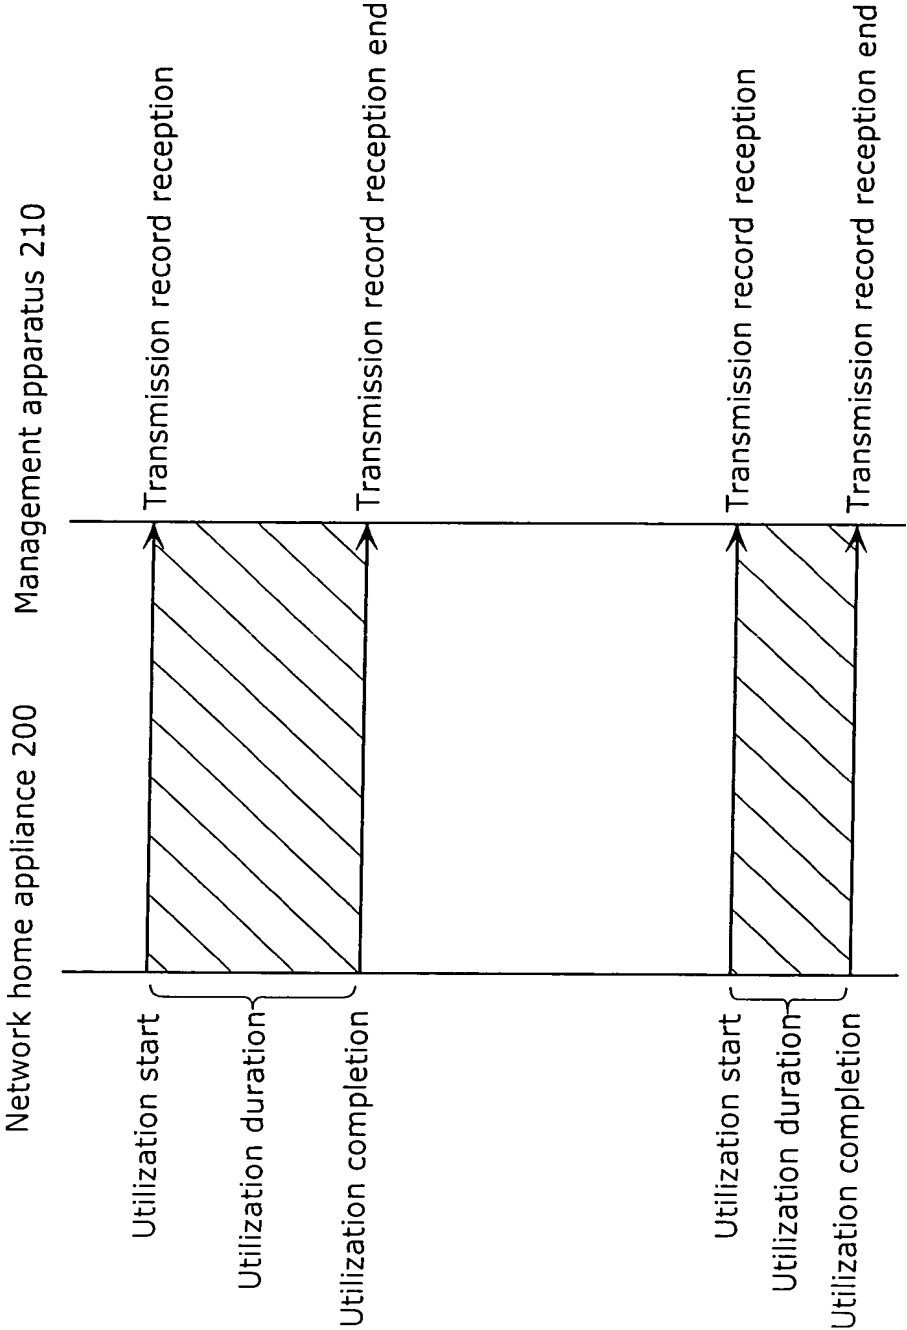 Network home appliance 200
Management apparatus 210
Utilization start
Transmission record reception
Utilization duration
Utilization completion
Transmission record reception end
Utilization start
Transmission record reception
Utilization duration
Utilization completion
Transmission record reception end